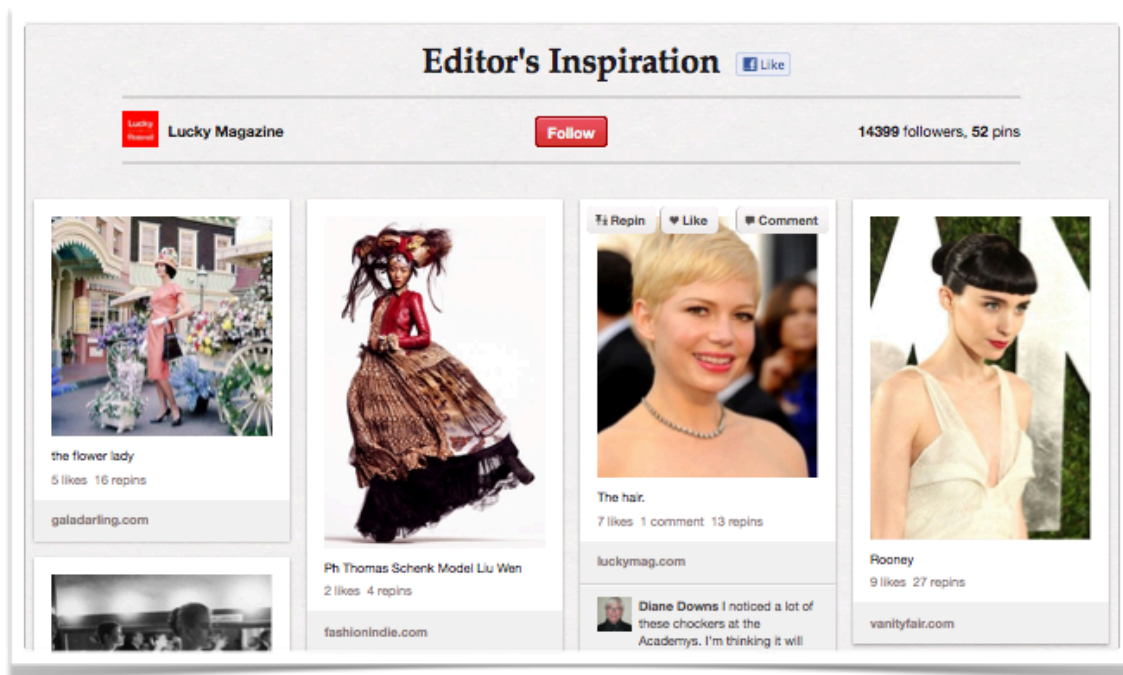 Editor's Inspiration
Like
Lucky
Lucky Magazine
Follow
14399 followers, 52 pins
the flower lady
5 likes 16 repins
galadarling.com
Ph Thomas Schenk Model Liu Wen
2 likes 4 repins
fashionindie.com
Repin
Like
Comment
The hair.
7 likes 1 comment 13 repins
luckymag.com
Diane Downs I noticed a lot of
these chockers at the
Academys. I'm thinking it will
Rooney
9 likes 27 repins
vanityfair.com